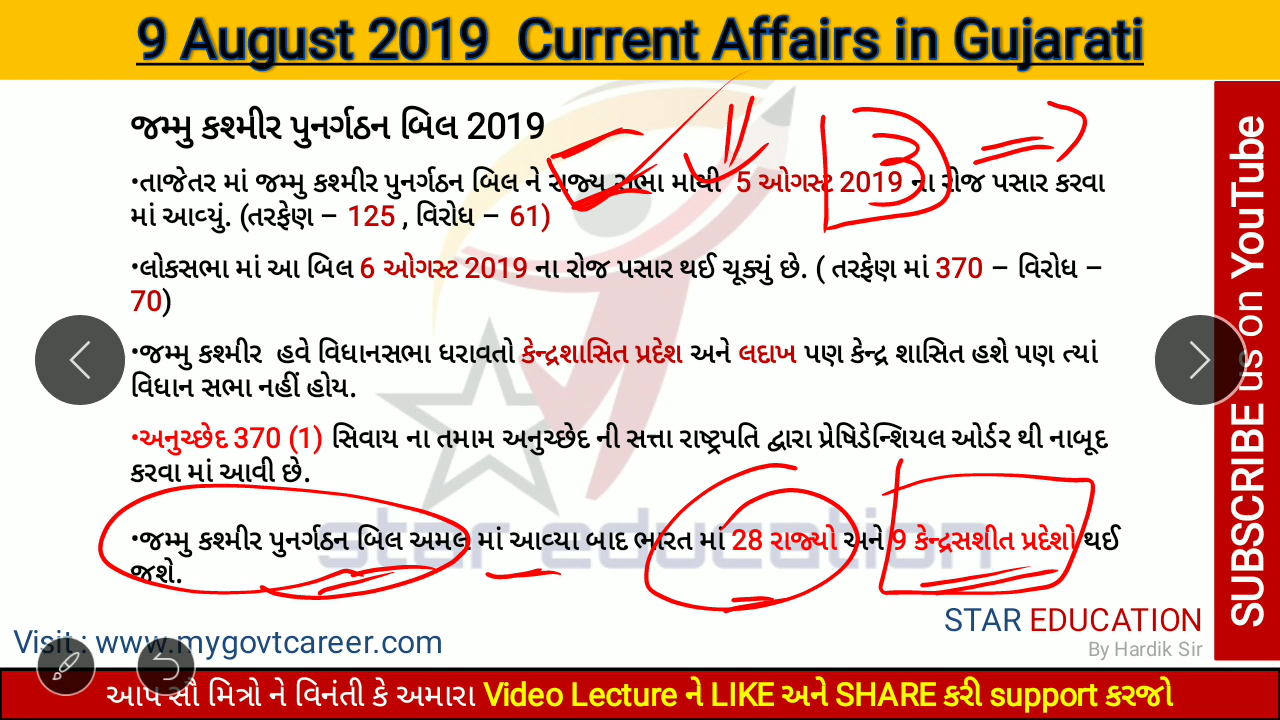 9 August 2019 Current Affairs in Gujarati
જમ્મુ કશ્મીર પુનર્ગઠન બિલ 2019
•તાજેતર માં જમ્મુ કશ્મીર પુનર્ગઠન બિલ ને રાજ્ય સભા માથી 5 ઓગસ્ટ 2019 ના રોજ પસાર કરવા
માં આવ્યું. (તરફેણ – 125 , વિરોધ – 61)
•લોકસભા માં આ બિલ 6 ઓગસ્ટ 2019 ના રોજ પસાર થઈ ચૂક્યું છે. ( તરફેણ માં 370 – વિરોધ –
70)
•જમ્મુ કશ્મીર હવે વિધાનસભા ધરાવતો કેન્દ્રશાસિત પ્રદેશ અને લદાખ પણ કેન્દ્ર શાસિત હશે પણ ત્યાં
વિધાન સભા નહીં હોય.
•અનુચ્છેદ 370 (1) સિવાય ના તમામ અનુચ્છેદ ની સત્તા રાષ્ટ્રપતિ દ્વારા પ્રેષિડેન્શિયલ ઓર્ડર થી નાબૂદ
કરવા માં આવી છે.
•જમ્મુ કશ્મીર પુનર્ગઠન બિલ અમલ માં આવ્યા બાદ ભારત માં 28 રાજ્યો અને 9 કેન્દ્રસશીત પ્રદેશો થઈ
જશે.
3
star education
STAR EDUCATION
By Hardik Sir
Visit : www.mygovtcareer.com
SUBSCRIBE us on YouTube
આપ સૌ મિત્રો ને વિનંતી કે અમારા Video Lecture ને LIKE અને SHARE કરી support કરજો